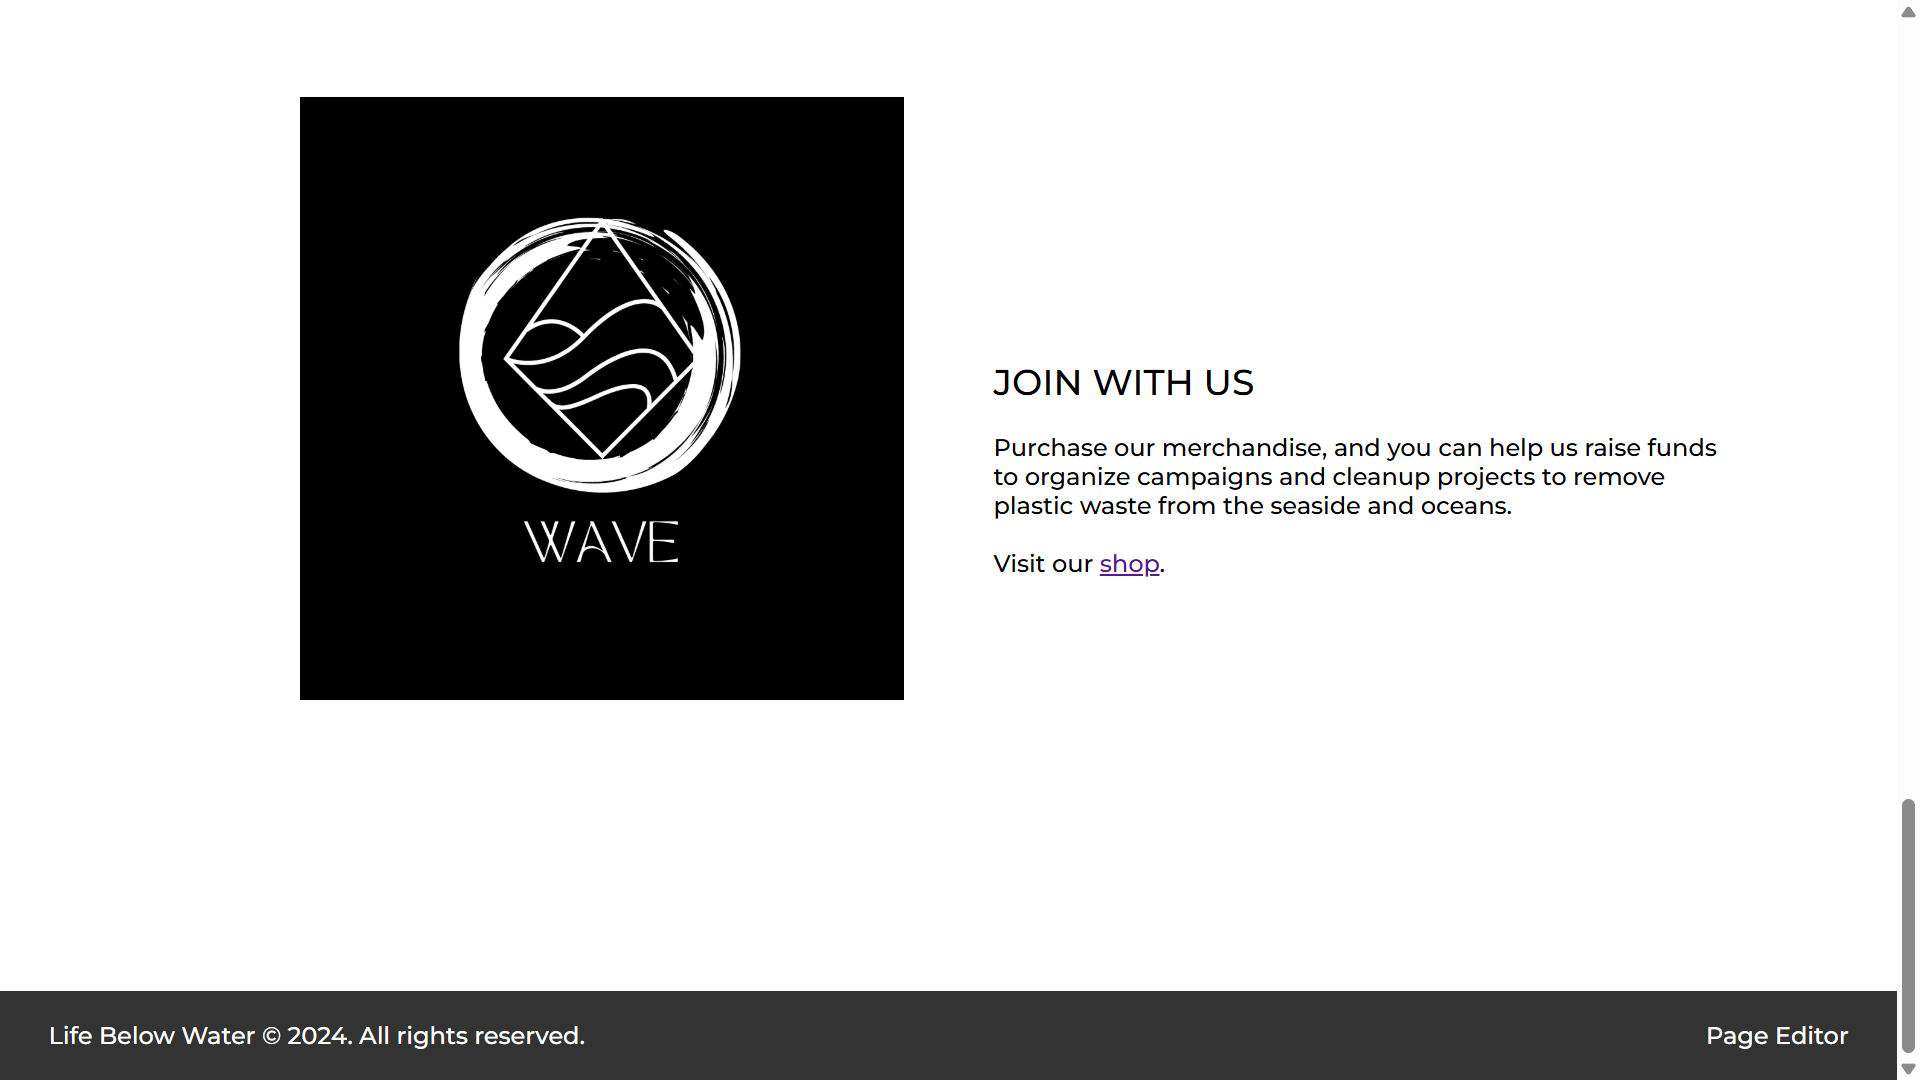 WAVE
JOIN WITH US
Purchase our merchandise, and you can help us raise funds
to organize campaigns and cleanup projects to remove
plastic waste from the seaside and oceans.
Visit our shop.
Life Below Water © 2024. All rights reserved.
Page Editor